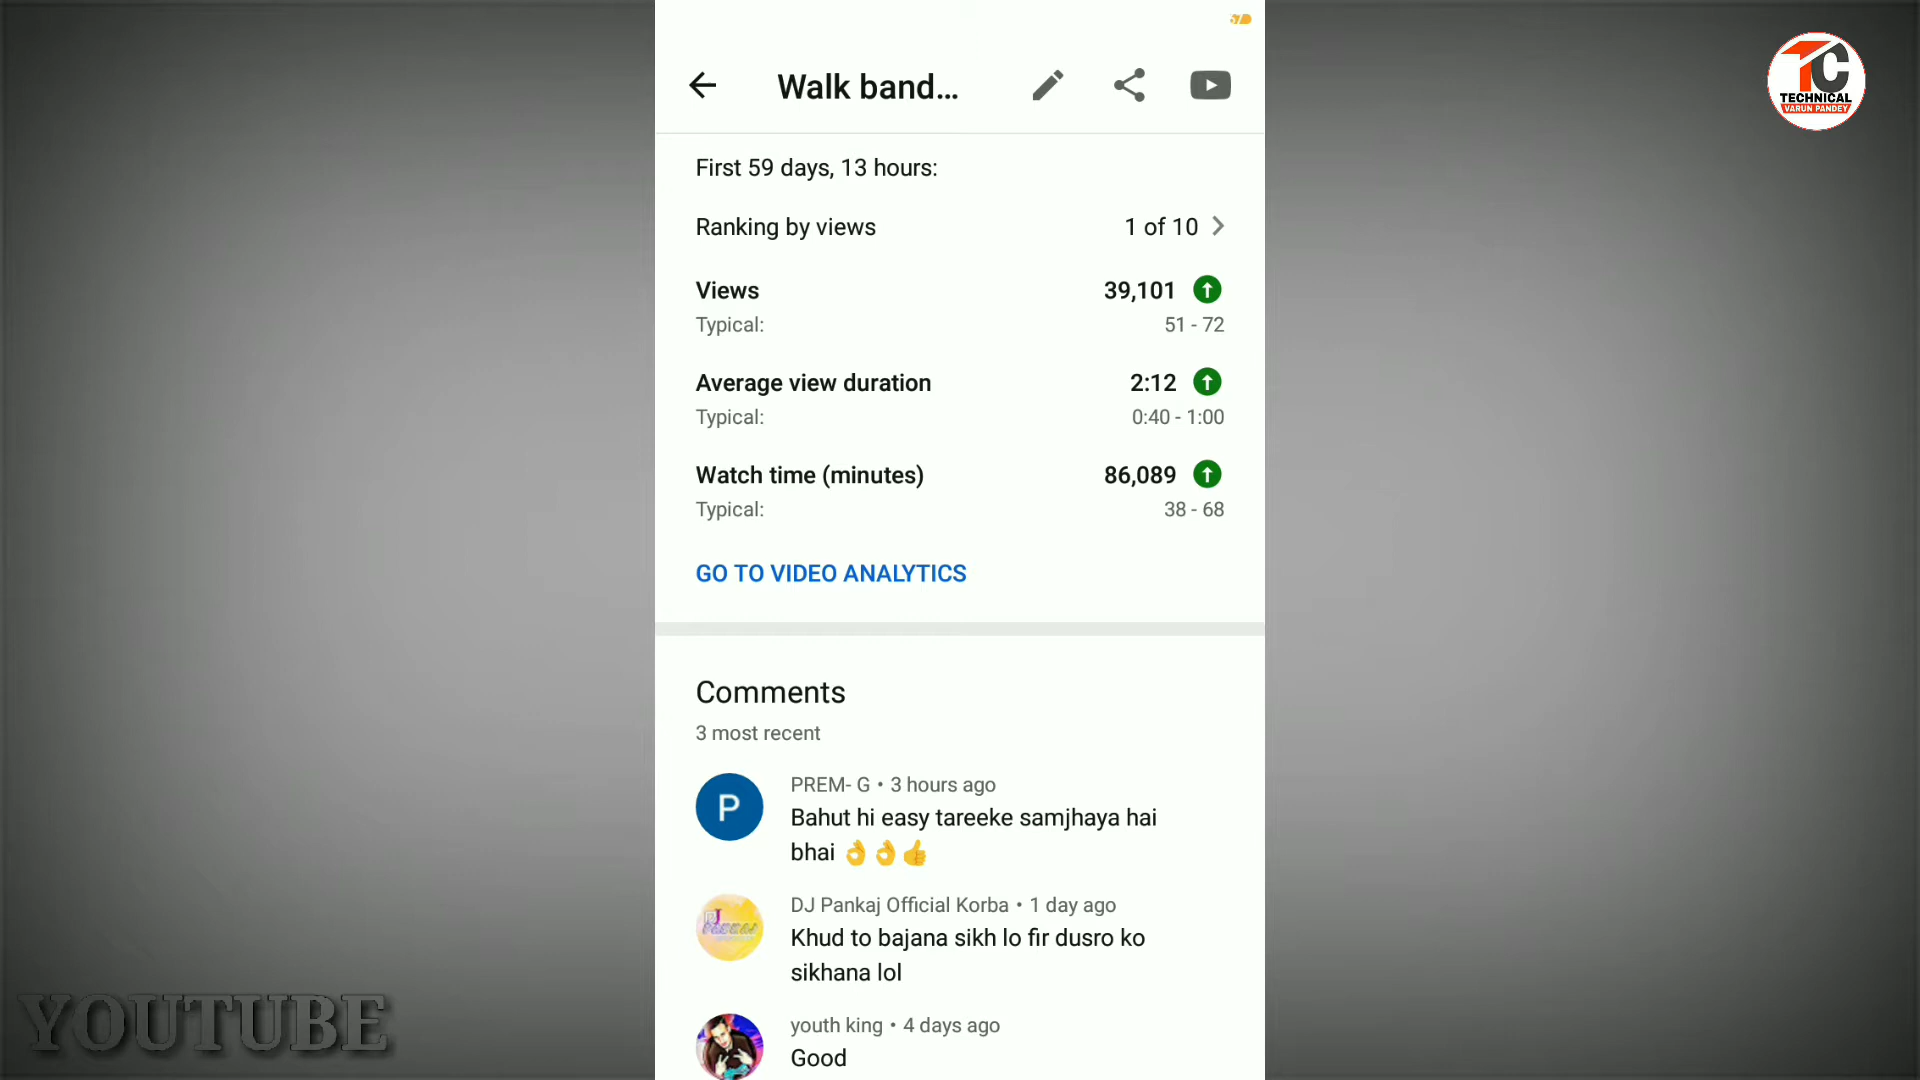 Walk band...
TC
TECHNICAL
VARUN PANDEY
First 59 days, 13 hours:
Ranking by views 1 of 10
Views 39,101
Typical: 51 - 72
Average view duration 2:12
Typical: 0:40 - 1:00
Watch time (minutes) 86,089
Typical: 38 - 68
GO TO VIDEO ANALYTICS
Comments
3 most recent
P
PREM- G • 3 hours ago
Bahut hi easy tareeke samjhaya hai
bhai 👌👌👍
DJ Pankaj Official Korba • 1 day ago
Khud to bajana sikh lo fir dusro ko
sikhana lol
youth king • 4 days ago
Good
YOUTUBE